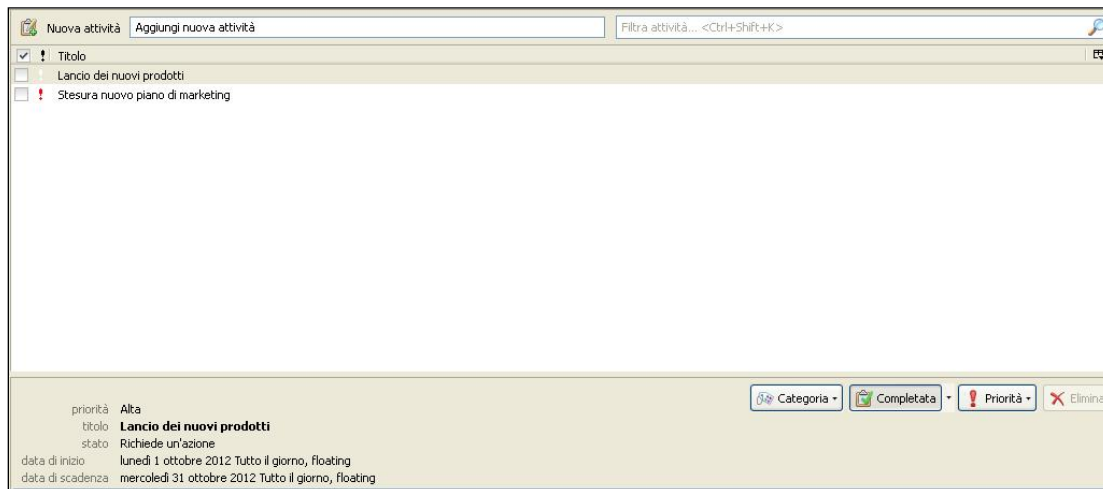 Nuova attività Aggiungi nuova attività Filtra attività... <Ctrl+Shift+K>
! Titolo
Lancio dei nuovi prodotti
! Stesura nuovo piano di marketing
Categoria Completata Priorità Elimina
priorità Alta
titolo Lancio dei nuovi prodotti
stato Richiede un'azione
data di inizio lunedì 1 ottobre 2012 Tutto il giorno, floating
data di scadenza mercoledì 31 ottobre 2012 Tutto il giorno, floating